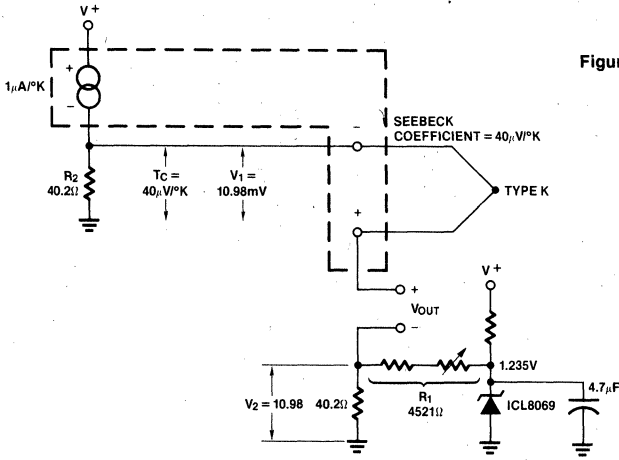 V+
Figur
+
1μA/°K
−
SEEBECK
COEFFICIENT = 40μV/°K
−
R2
40.2Ω
TC =
40μV/°K
V1 =
10.98mV
TYPE K
+
V+
+
VOUT
−
1.235V
R1
4521Ω
V2 = 10.98
40.2Ω
ICL8069
4.7μF